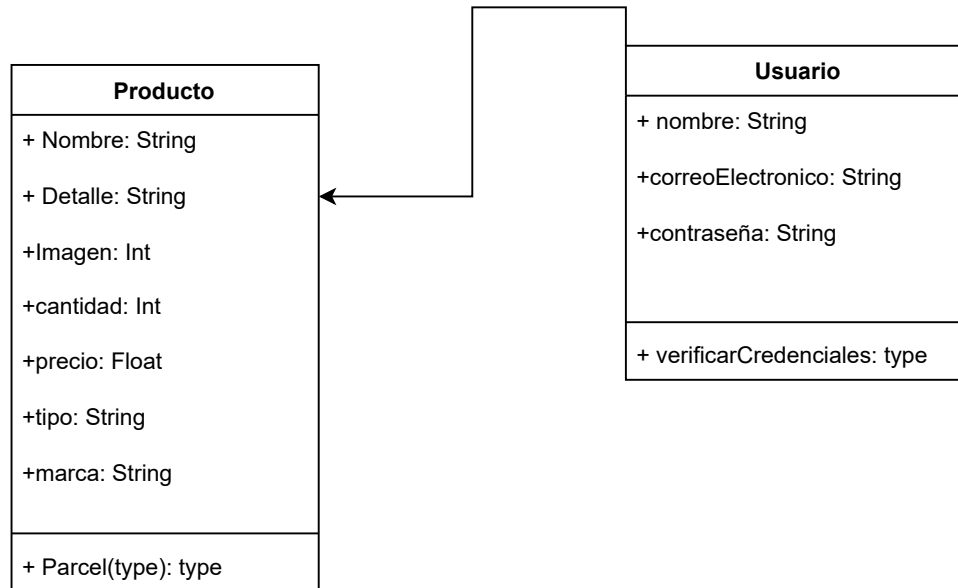 Producto
+ Nombre: String
+ Detalle: String
+Imagen: Int
+cantidad: Int
+precio: Float
+tipo: String
+marca: String
+ Parcel(type): type
Usuario
+ nombre: String
+correoElectronico: String
+contraseña: String
+ verificarCredenciales: type